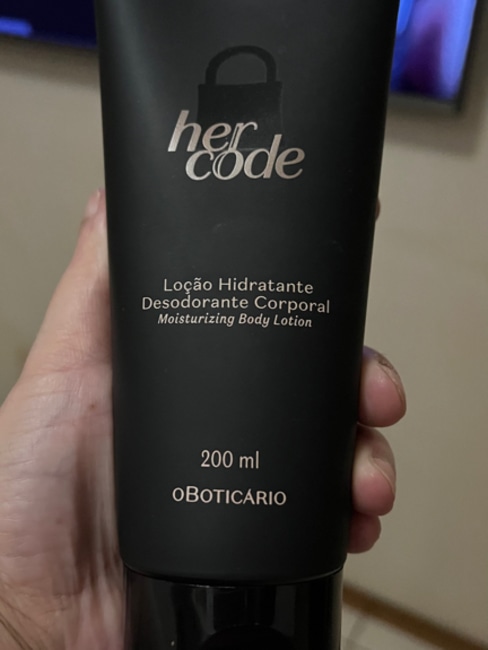 her
code
Loção Hidratante
Desodorante Corporal
Moisturizing Body Lotion
200 ml
oBOTICÁRIO